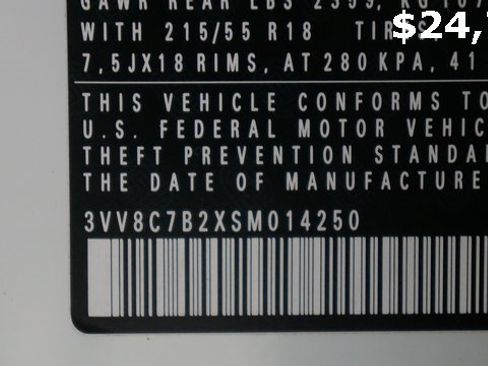 GAWR REAR LBS 2359, KG 107
$24,
WITH 215/55 R18 TIRES,
7,5JX18 RIMS, AT 280 KPA, 41
THIS VEHICLE CONFORMS TO
U.S. FEDERAL MOTOR VEHIC
THEFT PREVENTION STANDA
THE DATE OF MANUFACTURE
3VV8C7B2XSM014250